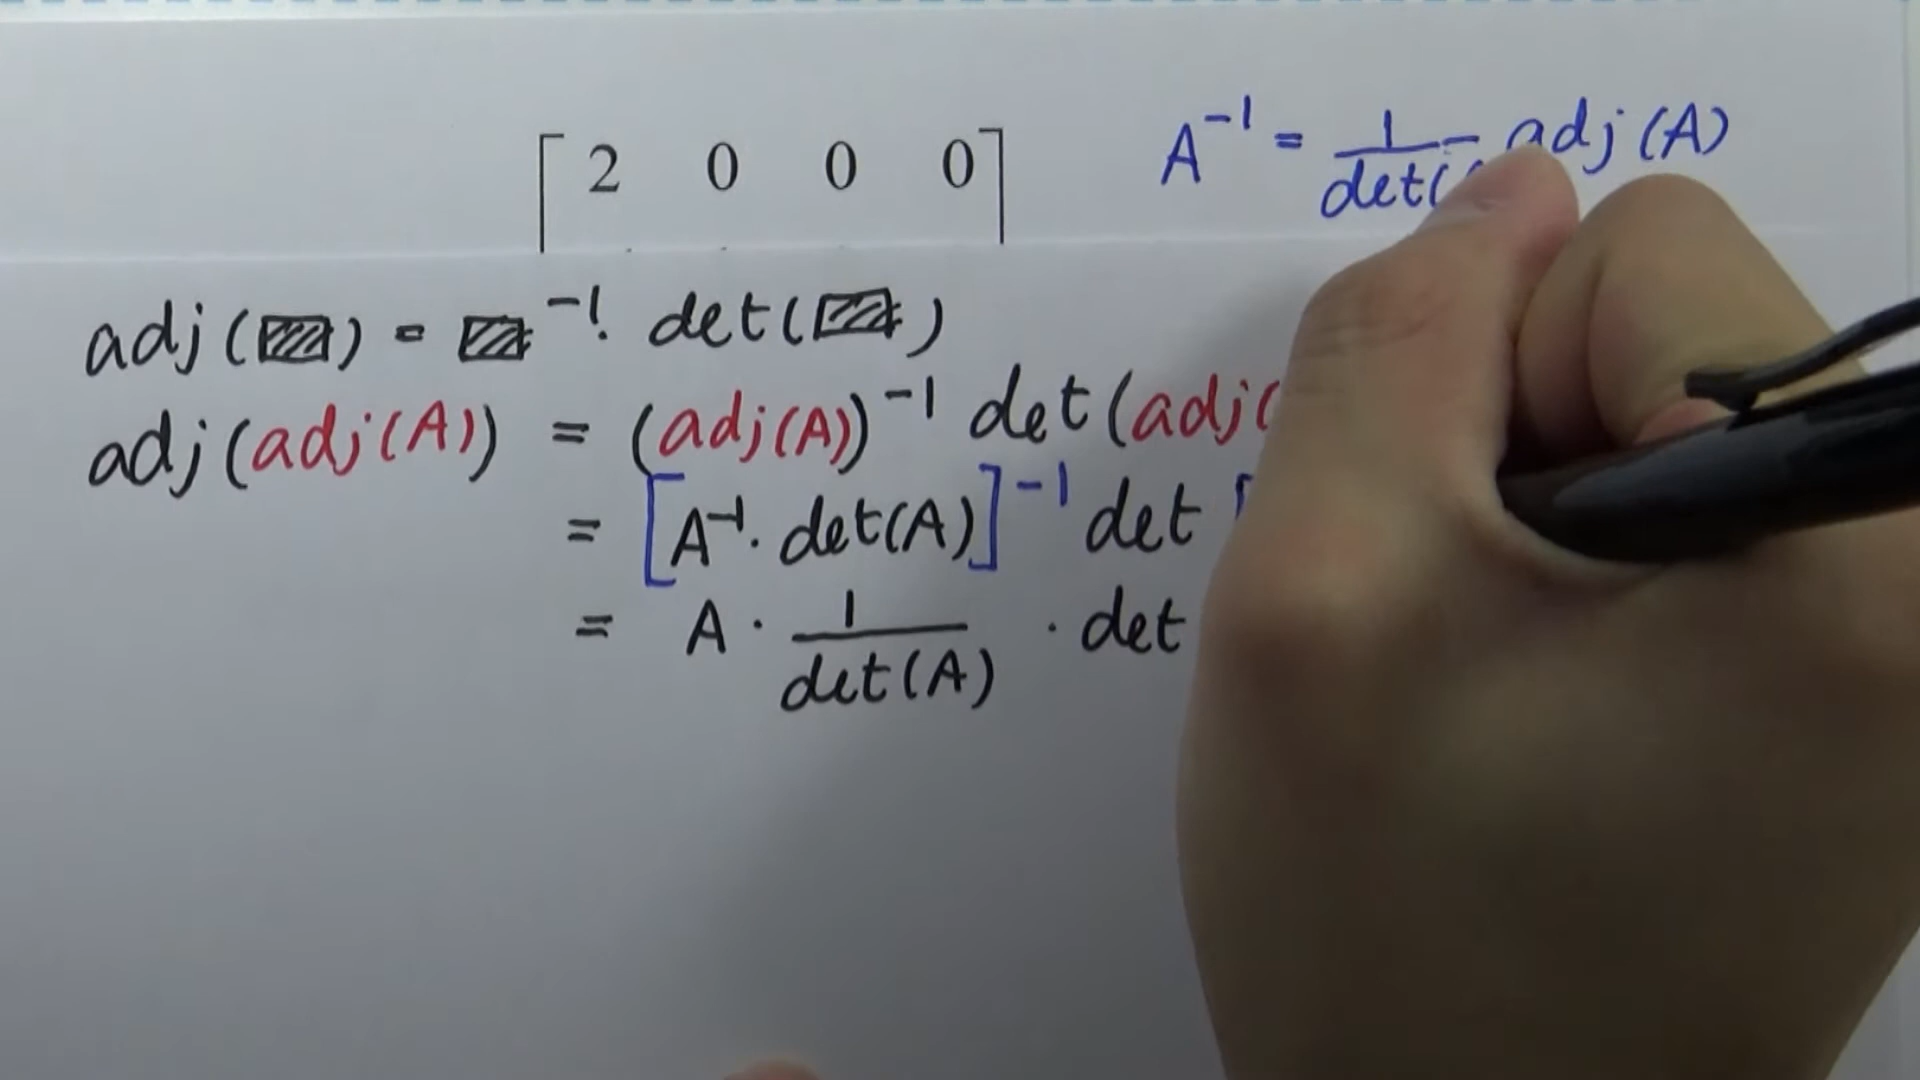 2 0 0 0
A⁻¹ = 1/det( adj(A)
adj(▨) = ▨⁻¹· det(▨)
adj(adj(A)) = (adj(A))⁻¹ det(adj(
= [A⁻¹· det(A)]⁻¹ det [
= A · 1/det(A) · det